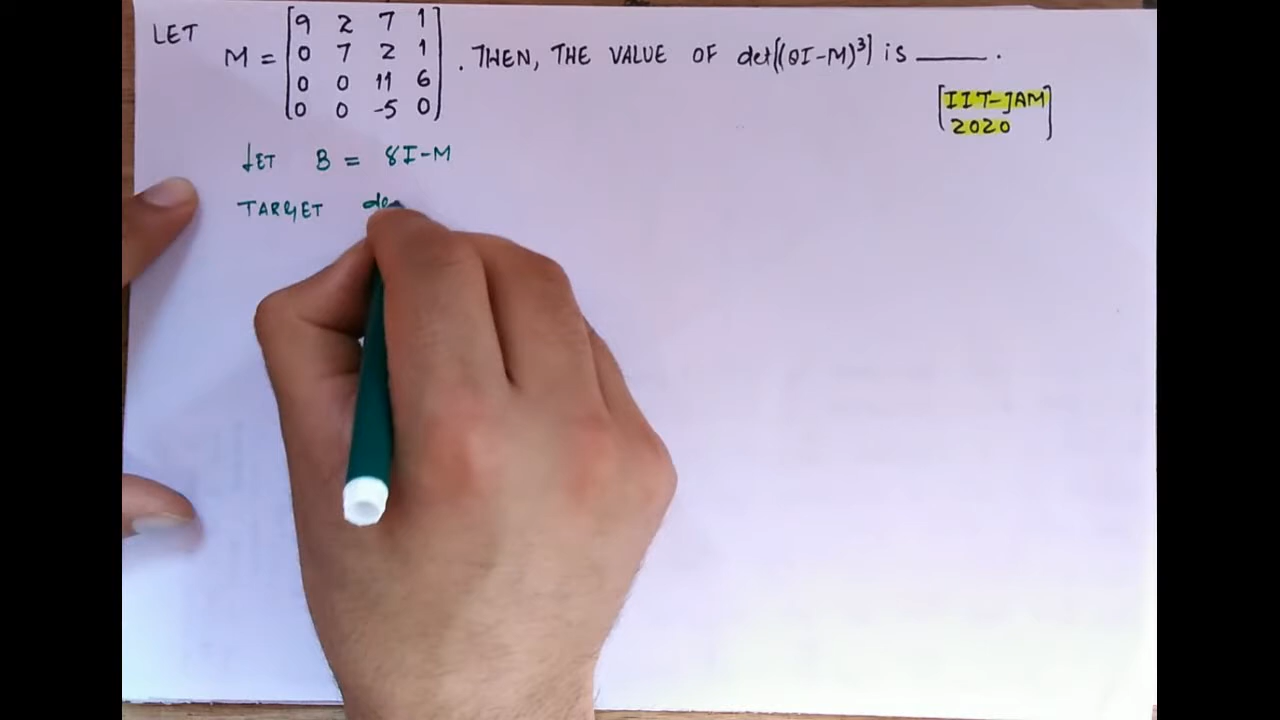 LET
M = [9 2 7 1
0 7 2 1
0 0 11 6
0 0 -5 0] . THEN, THE VALUE OF det((8I-M)³) is ____ .
[IIT-JAM
2020]
LET B = 8I-M
TARGET de